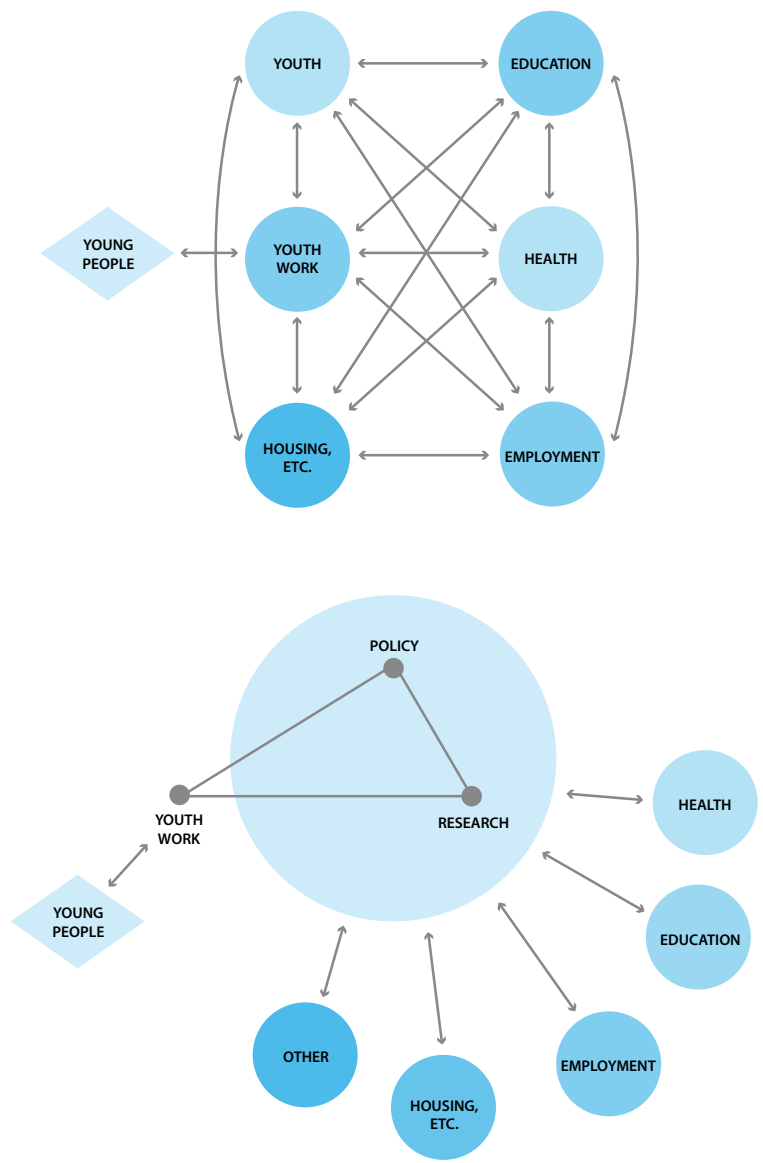 YOUTH
EDUCATION
YOUNG
PEOPLE
YOUTH
WORK
HEALTH
HOUSING,
ETC.
EMPLOYMENT
POLICY
YOUTH
WORK
RESEARCH
HEALTH
YOUNG
PEOPLE
EDUCATION
OTHER
EMPLOYMENT
HOUSING,
ETC.